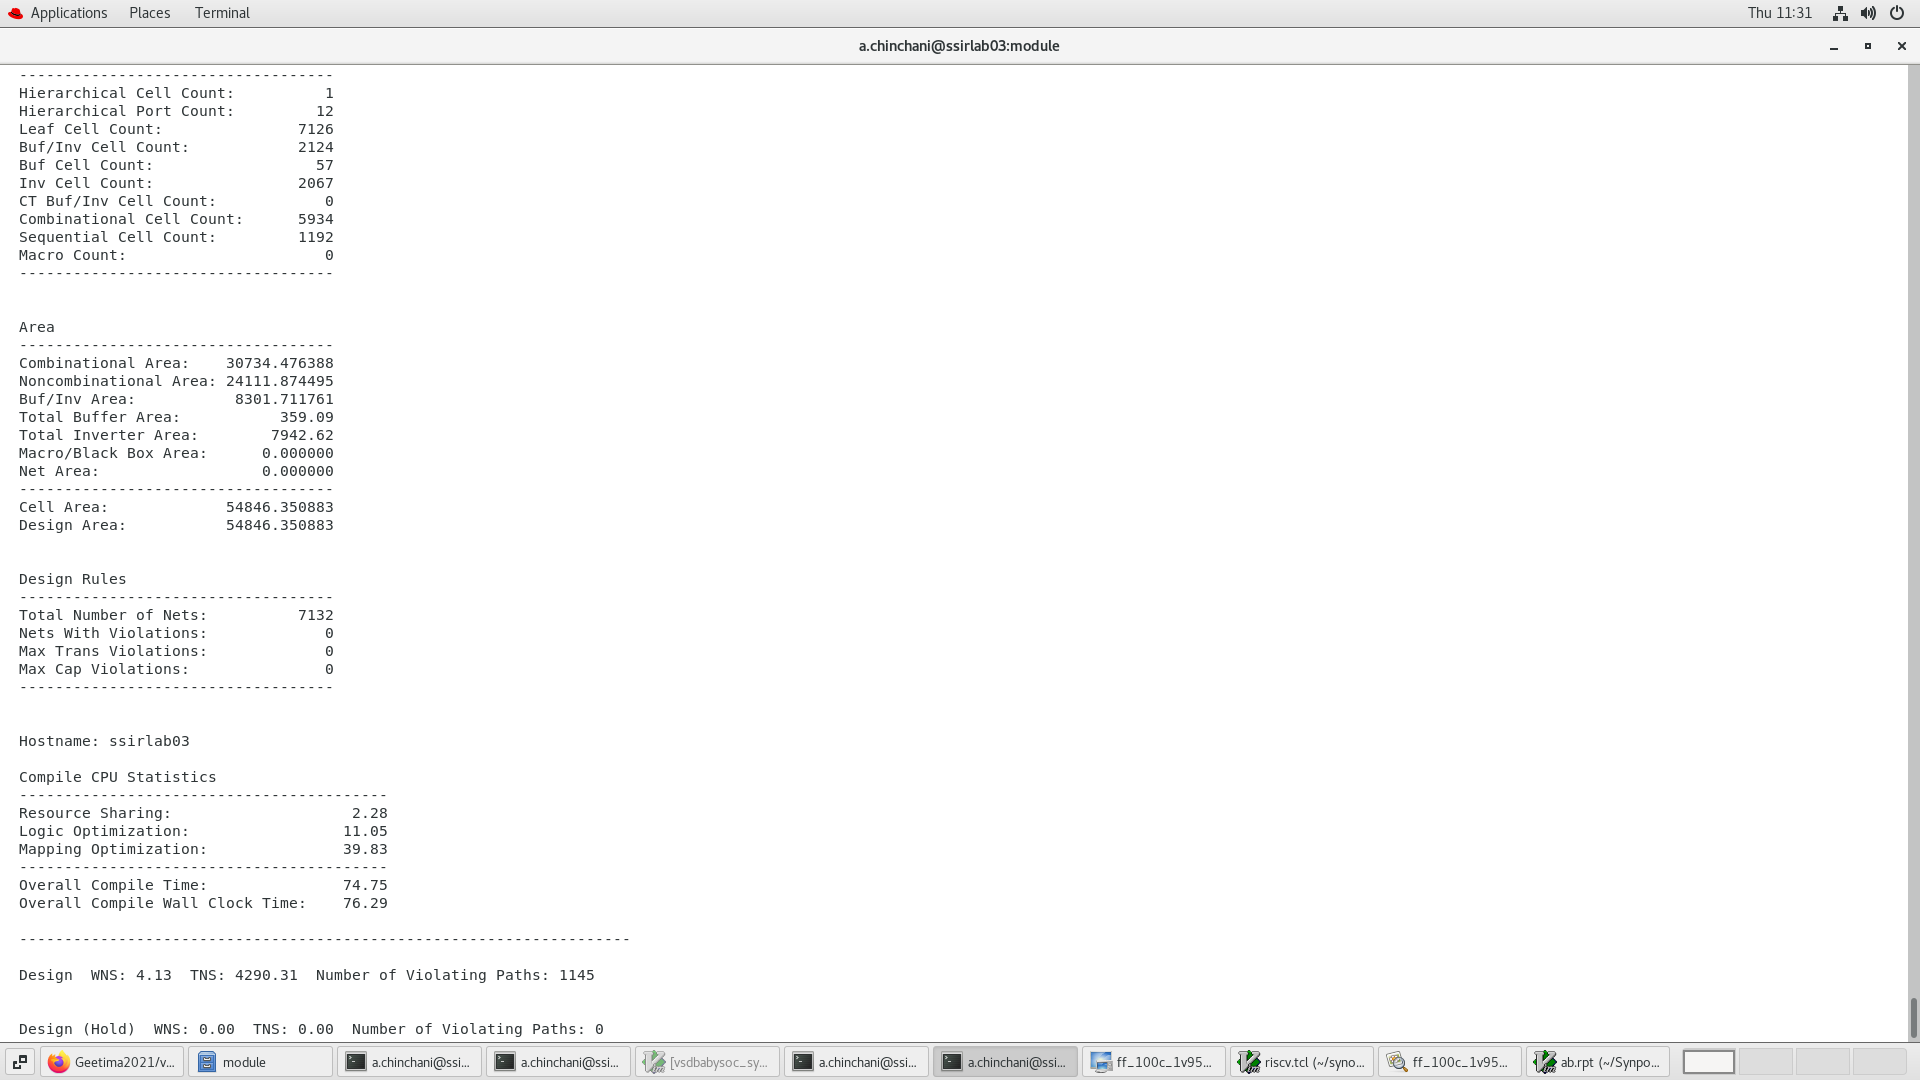 Applications Places Terminal Thu 11:31
a.chinchani@ssirlab03:module
-----------------------------------
Hierarchical Cell Count: 1
Hierarchical Port Count: 12
Leaf Cell Count: 7126
Buf/Inv Cell Count: 2124
Buf Cell Count: 57
Inv Cell Count: 2067
CT Buf/Inv Cell Count: 0
Combinational Cell Count: 5934
Sequential Cell Count: 1192
Macro Count: 0
-----------------------------------
Area
-----------------------------------
Combinational Area: 30734.476388
Noncombinational Area: 24111.874495
Buf/Inv Area: 8301.711761
Total Buffer Area: 359.09
Total Inverter Area: 7942.62
Macro/Black Box Area: 0.000000
Net Area: 0.000000
-----------------------------------
Cell Area: 54846.350883
Design Area: 54846.350883
Design Rules
-----------------------------------
Total Number of Nets: 7132
Nets With Violations: 0
Max Trans Violations: 0
Max Cap Violations: 0
-----------------------------------
Hostname: ssirlab03
Compile CPU Statistics
-----------------------------------------
Resource Sharing: 2.28
Logic Optimization: 11.05
Mapping Optimization: 39.83
-----------------------------------------
Overall Compile Time: 74.75
Overall Compile Wall Clock Time: 76.29
--------------------------------------------------------------------
Design WNS: 4.13 TNS: 4290.31 Number of Violating Paths: 1145
Design (Hold) WNS: 0.00 TNS: 0.00 Number of Violating Paths: 0
Geetima2021/v... module a.chinchani@ssi... a.chinchani@ssi... [vsdbabysoc_sy... a.chinchani@ssi... a.chinchani@ssi... ff_100c_1v95... riscv.tcl (~/syno... ff_100c_1v95... ab.rpt (~/Synpo...